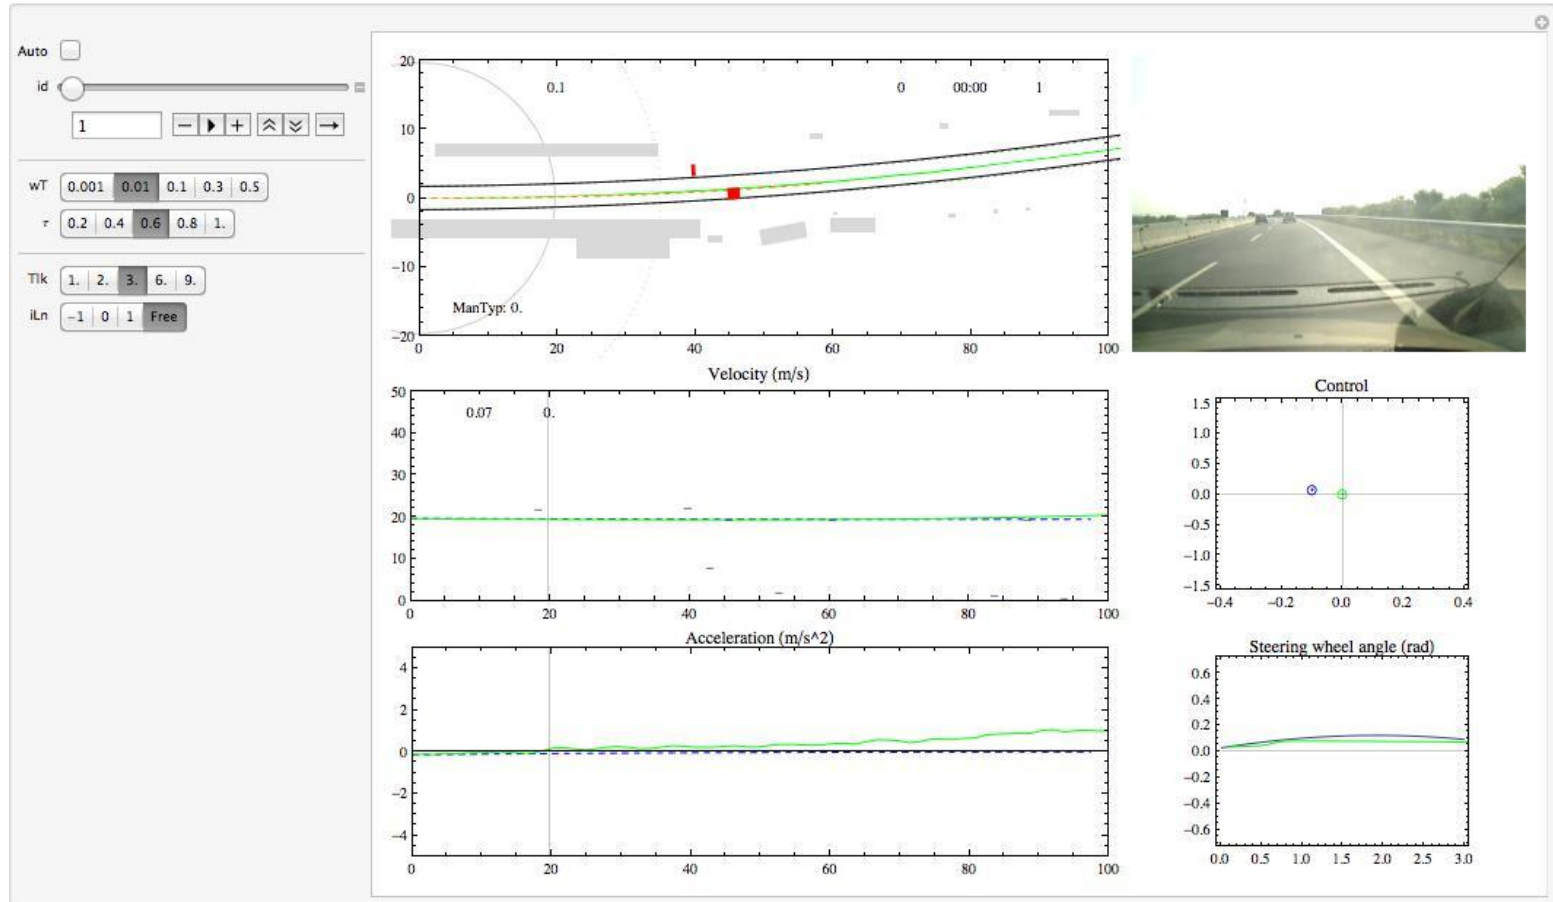 Auto
id
1
wT 0.001 0.01 0.1 0.3 0.5
τ 0.2 0.4 0.6 0.8 1.
Tlk 1. 2. 3. 6. 9.
iLn −1 0 1 Free
20
0.1 0 00:00 1
10
0
−10
ManTyp: 0.
−20
0 20 40 60 80 100
Velocity (m/s)
50
0.07 0.
40
30
20
10
0
0 20 40 60 80 100
Acceleration (m/s^2)
4
2
0
−2
−4
0 20 40 60 80 100
Control
1.5
1.0
0.5
0.0
−0.5
−1.0
−1.5
−0.4 −0.2 0.0 0.2 0.4
Steering wheel angle (rad)
0.6
0.4
0.2
0.0
−0.2
−0.4
−0.6
0.0 0.5 1.0 1.5 2.0 2.5 3.0